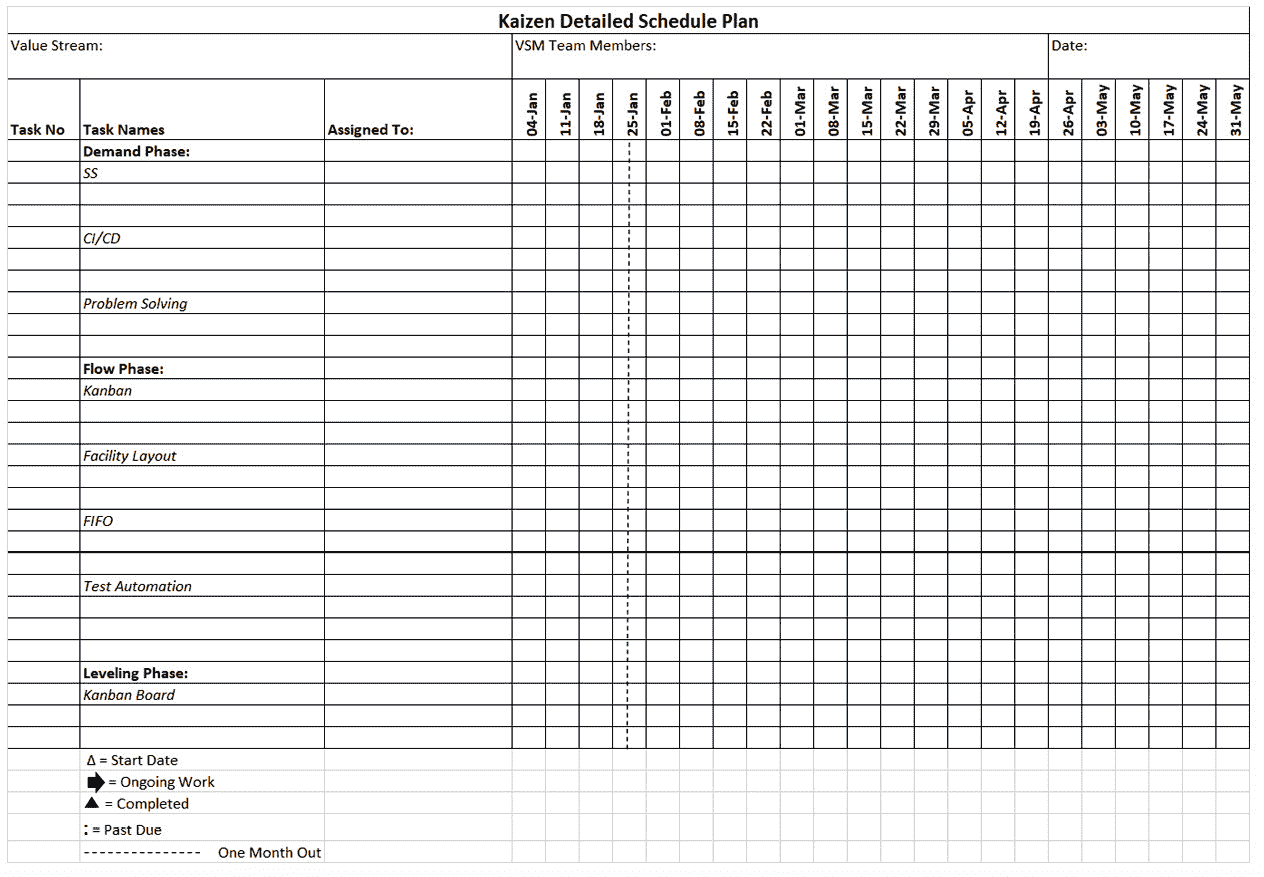 Kaizen Detailed Schedule Plan
Value Stream: VSM Team Members: Date:
Task No Task Names Assigned To: 04-Jan 11-Jan 18-Jan 25-Jan 01-Feb 08-Feb 15-Feb 22-Feb 01-Mar 08-Mar 15-Mar 22-Mar 29-Mar 05-Apr 12-Apr 19-Apr 26-Apr 03-May 10-May 17-May 24-May 31-May
Demand Phase:
SS
CI/CD
Problem Solving
Flow Phase:
Kanban
Facility Layout
FIFO
Test Automation
Leveling Phase:
Kanban Board
Δ = Start Date
= Ongoing Work
▲ = Completed
: = Past Due
--------------- One Month Out